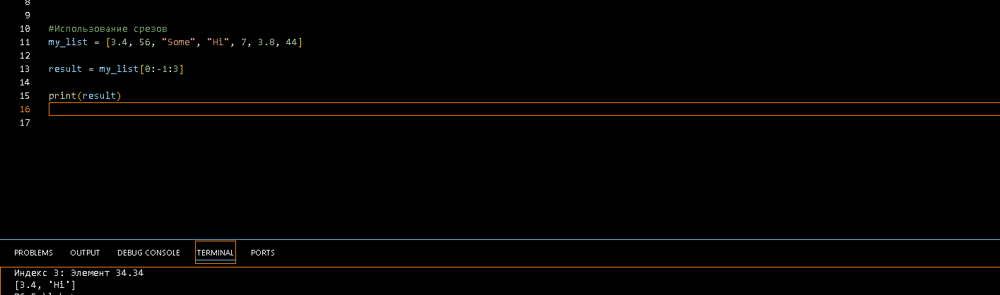 8
9
10 #Использование срезов
11 my_list = [3.4, 56, "Some", "Hi", 7, 3.8, 44]
12
13 result = my_list[0:-1:3]
14
15 print(result)
16
17
PROBLEMS OUTPUT DEBUG CONSOLE TERMINAL PORTS
Индекс 3: Элемент 34.34
[3.4, 'Hi']